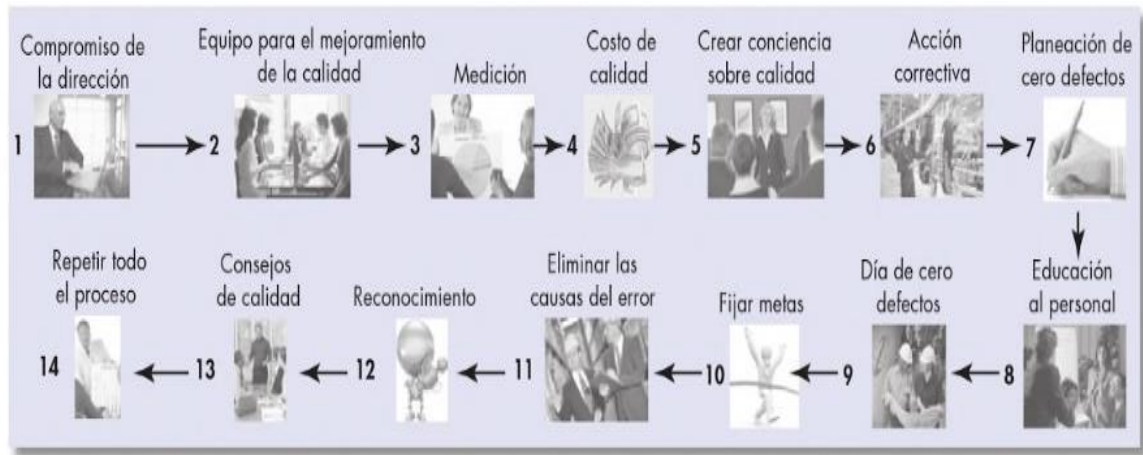 Compromiso de
la dirección
1
Equipo para el mejoramiento
de la calidad
2
Medición
3
Costo de
calidad
4
Crear conciencia
sobre calidad
5
Acción
correctiva
6
Planeación de
cero defectos
7
Educación
al personal
8
Día de cero
defectos
9
Fijar metas
10
Eliminar las
causas del error
11
Reconocimiento
12
Consejos
de calidad
13
Repetir todo
el proceso
14